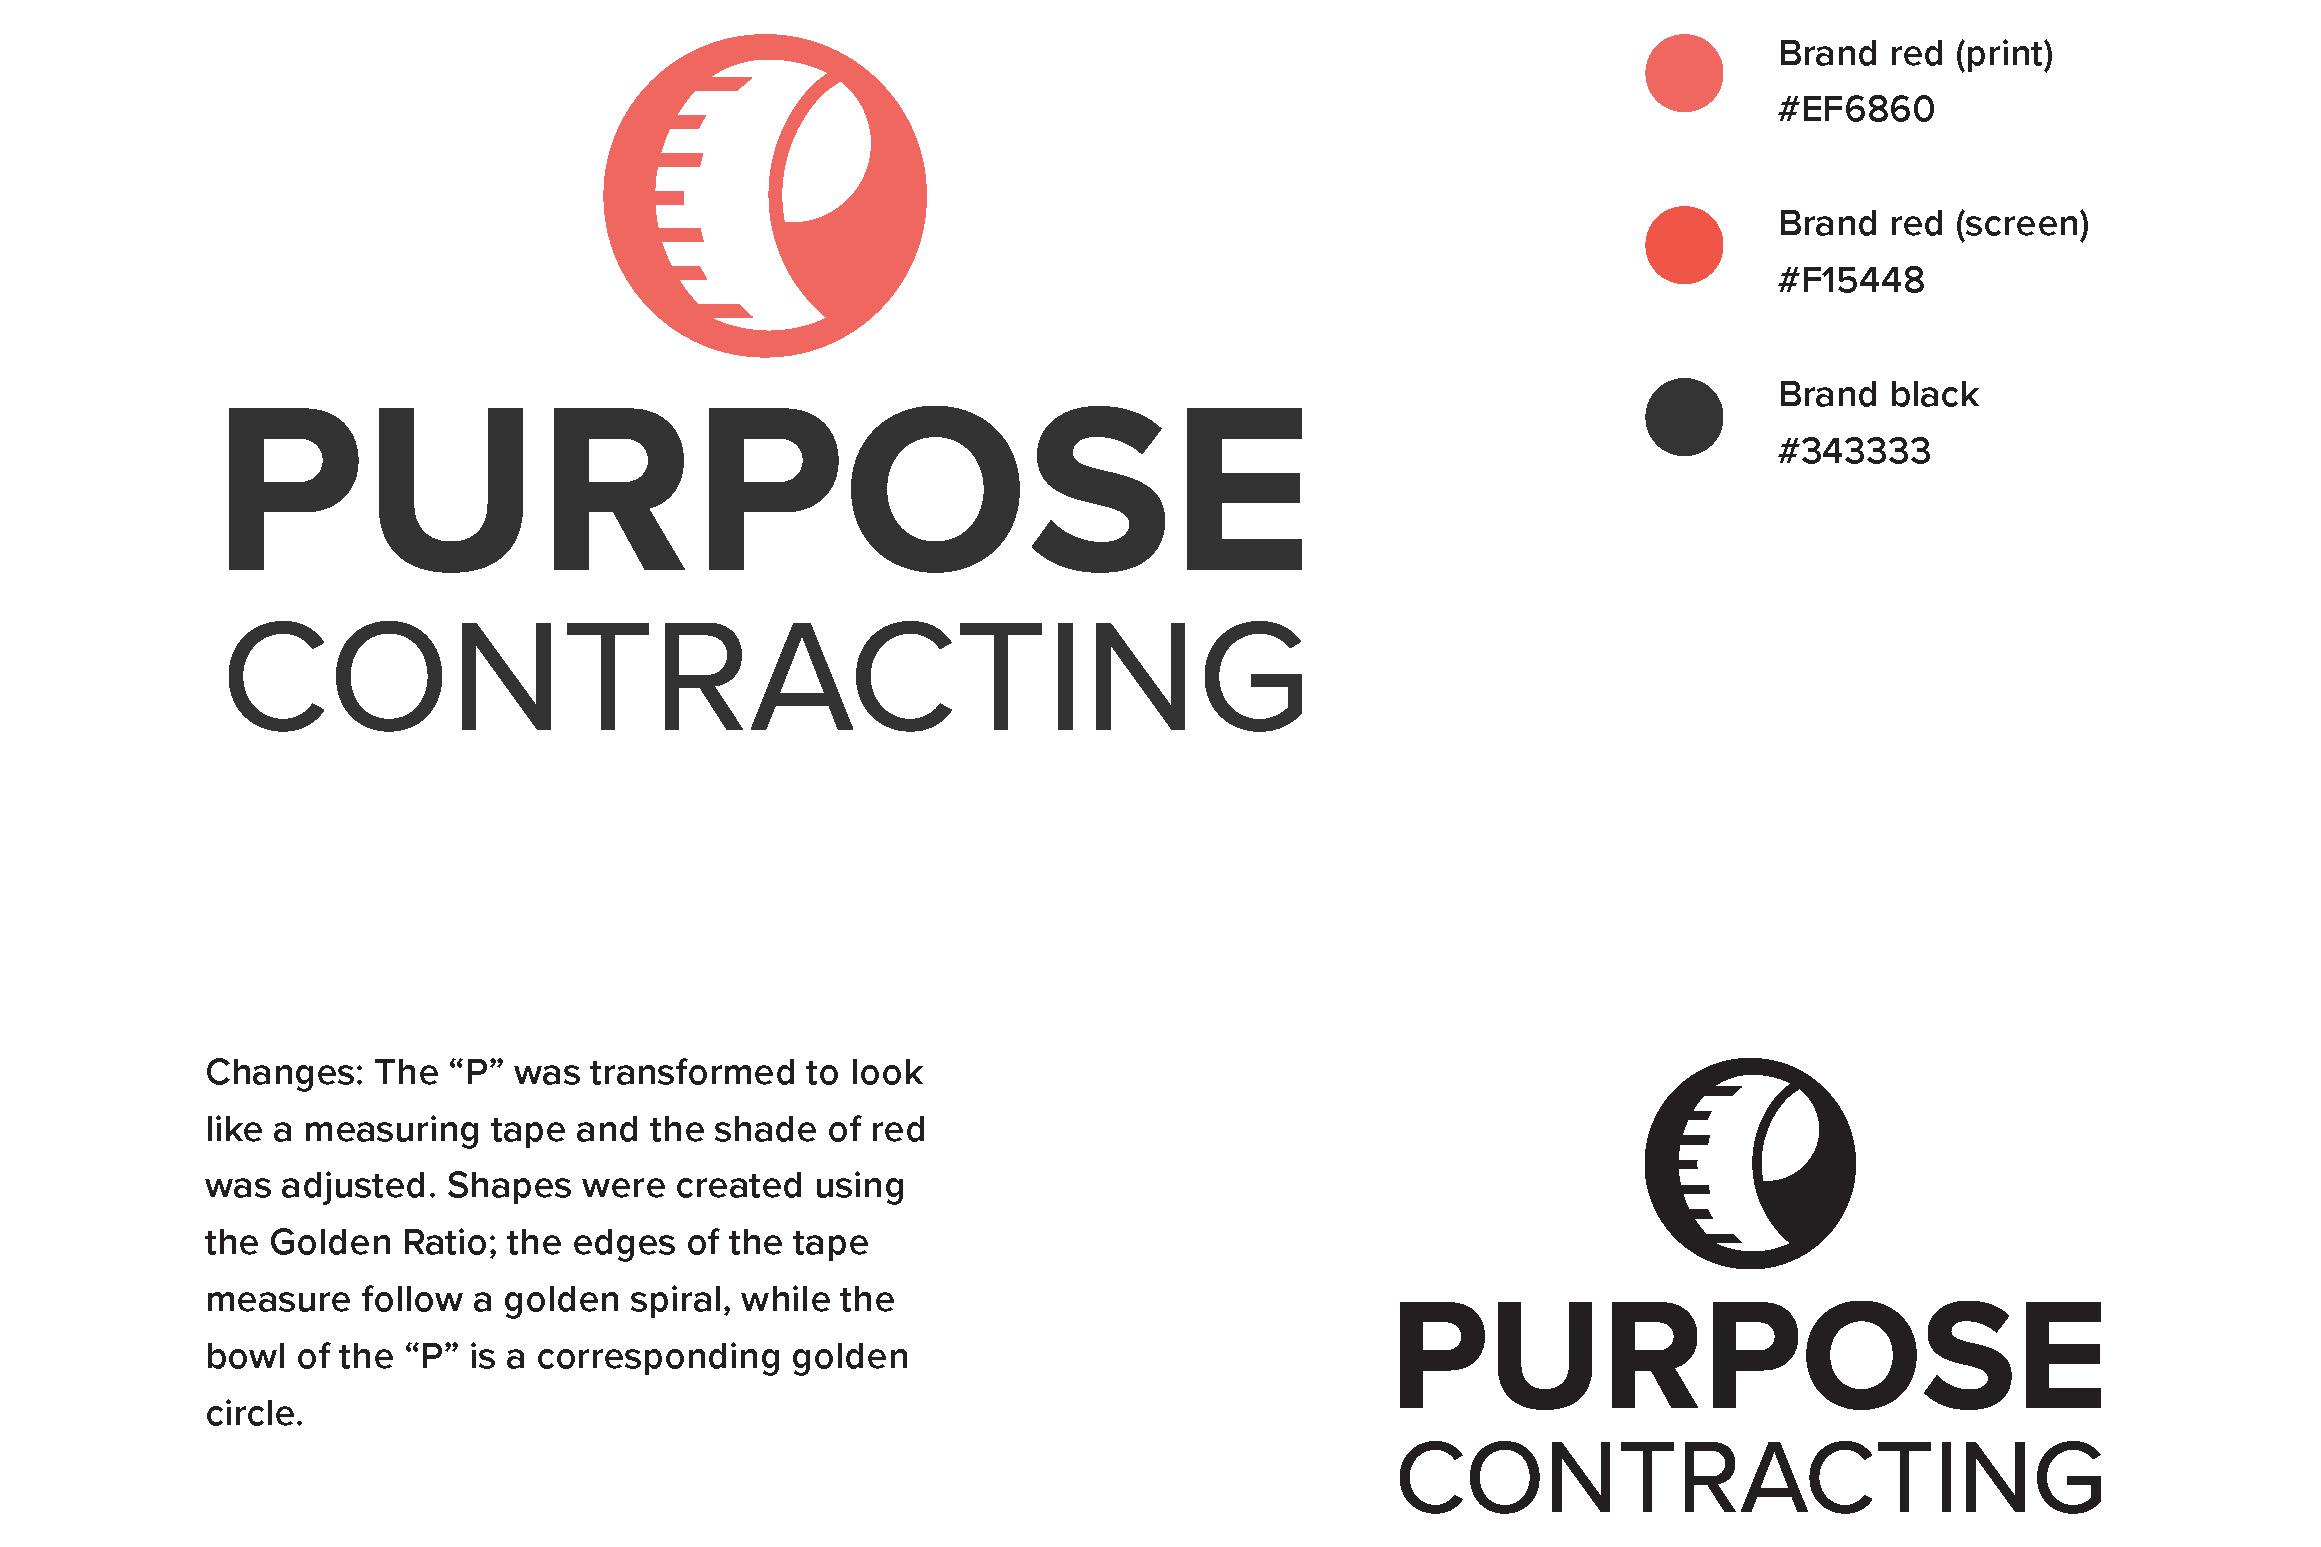 PURPOSE
CONTRACTING
Brand red (print)
#EF6860
Brand red (screen)
#F15448
Brand black
#343333
Changes: The “P” was transformed to look
like a measuring tape and the shade of red
was adjusted. Shapes were created using
the Golden Ratio; the edges of the tape
measure follow a golden spiral, while the
bowl of the “P” is a corresponding golden
circle.
PURPOSE
CONTRACTING